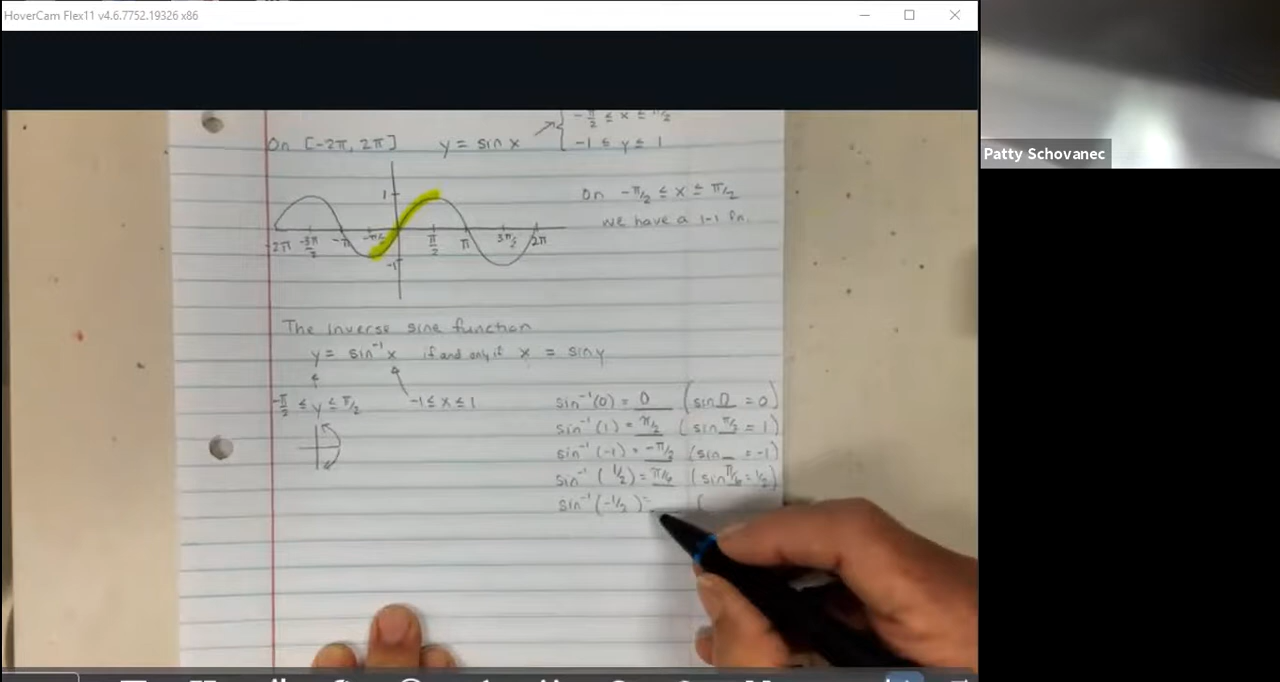 HoverCam Flex11 v4.6.7752.19326 x86
-π/2 ≤ x ≤ π/2
On [-2π, 2π] y = sin x -1 ≤ y ≤ 1
Patty Schovanec
On -π/2 ≤ x ≤ π/2
we have a 1-1 fn.
1
-2π -3π/2 -π -π/2 π/2 π 3π/2 2π
-1
The inverse sine function
y = sin⁻¹ x if and only if x = sin y
-π/2 ≤ y ≤ π/2 -1 ≤ x ≤ 1
sin⁻¹(0) = 0 (sin 0 = 0)
sin⁻¹(1) = π/2 (sin π/2 = 1)
sin⁻¹(-1) = -π/2 (sin _ = -1)
sin⁻¹(1/2) = π/6 (sin π/6 = 1/2)
sin⁻¹(-1/2) = __ (